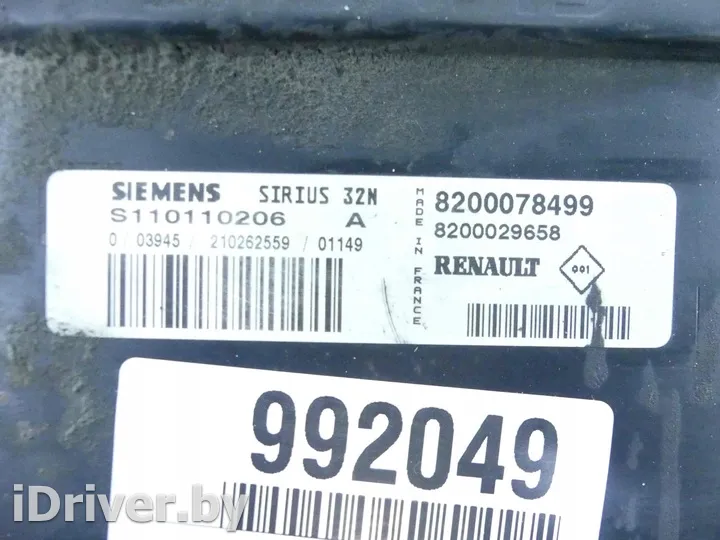 SIEMENS SIRIUS 32N
S110110206 A
0 / 03945 / 210262559 / 01149
MADE IN FRANCE
8200078499
8200029658
RENAULT 001
992049
iDriver.by